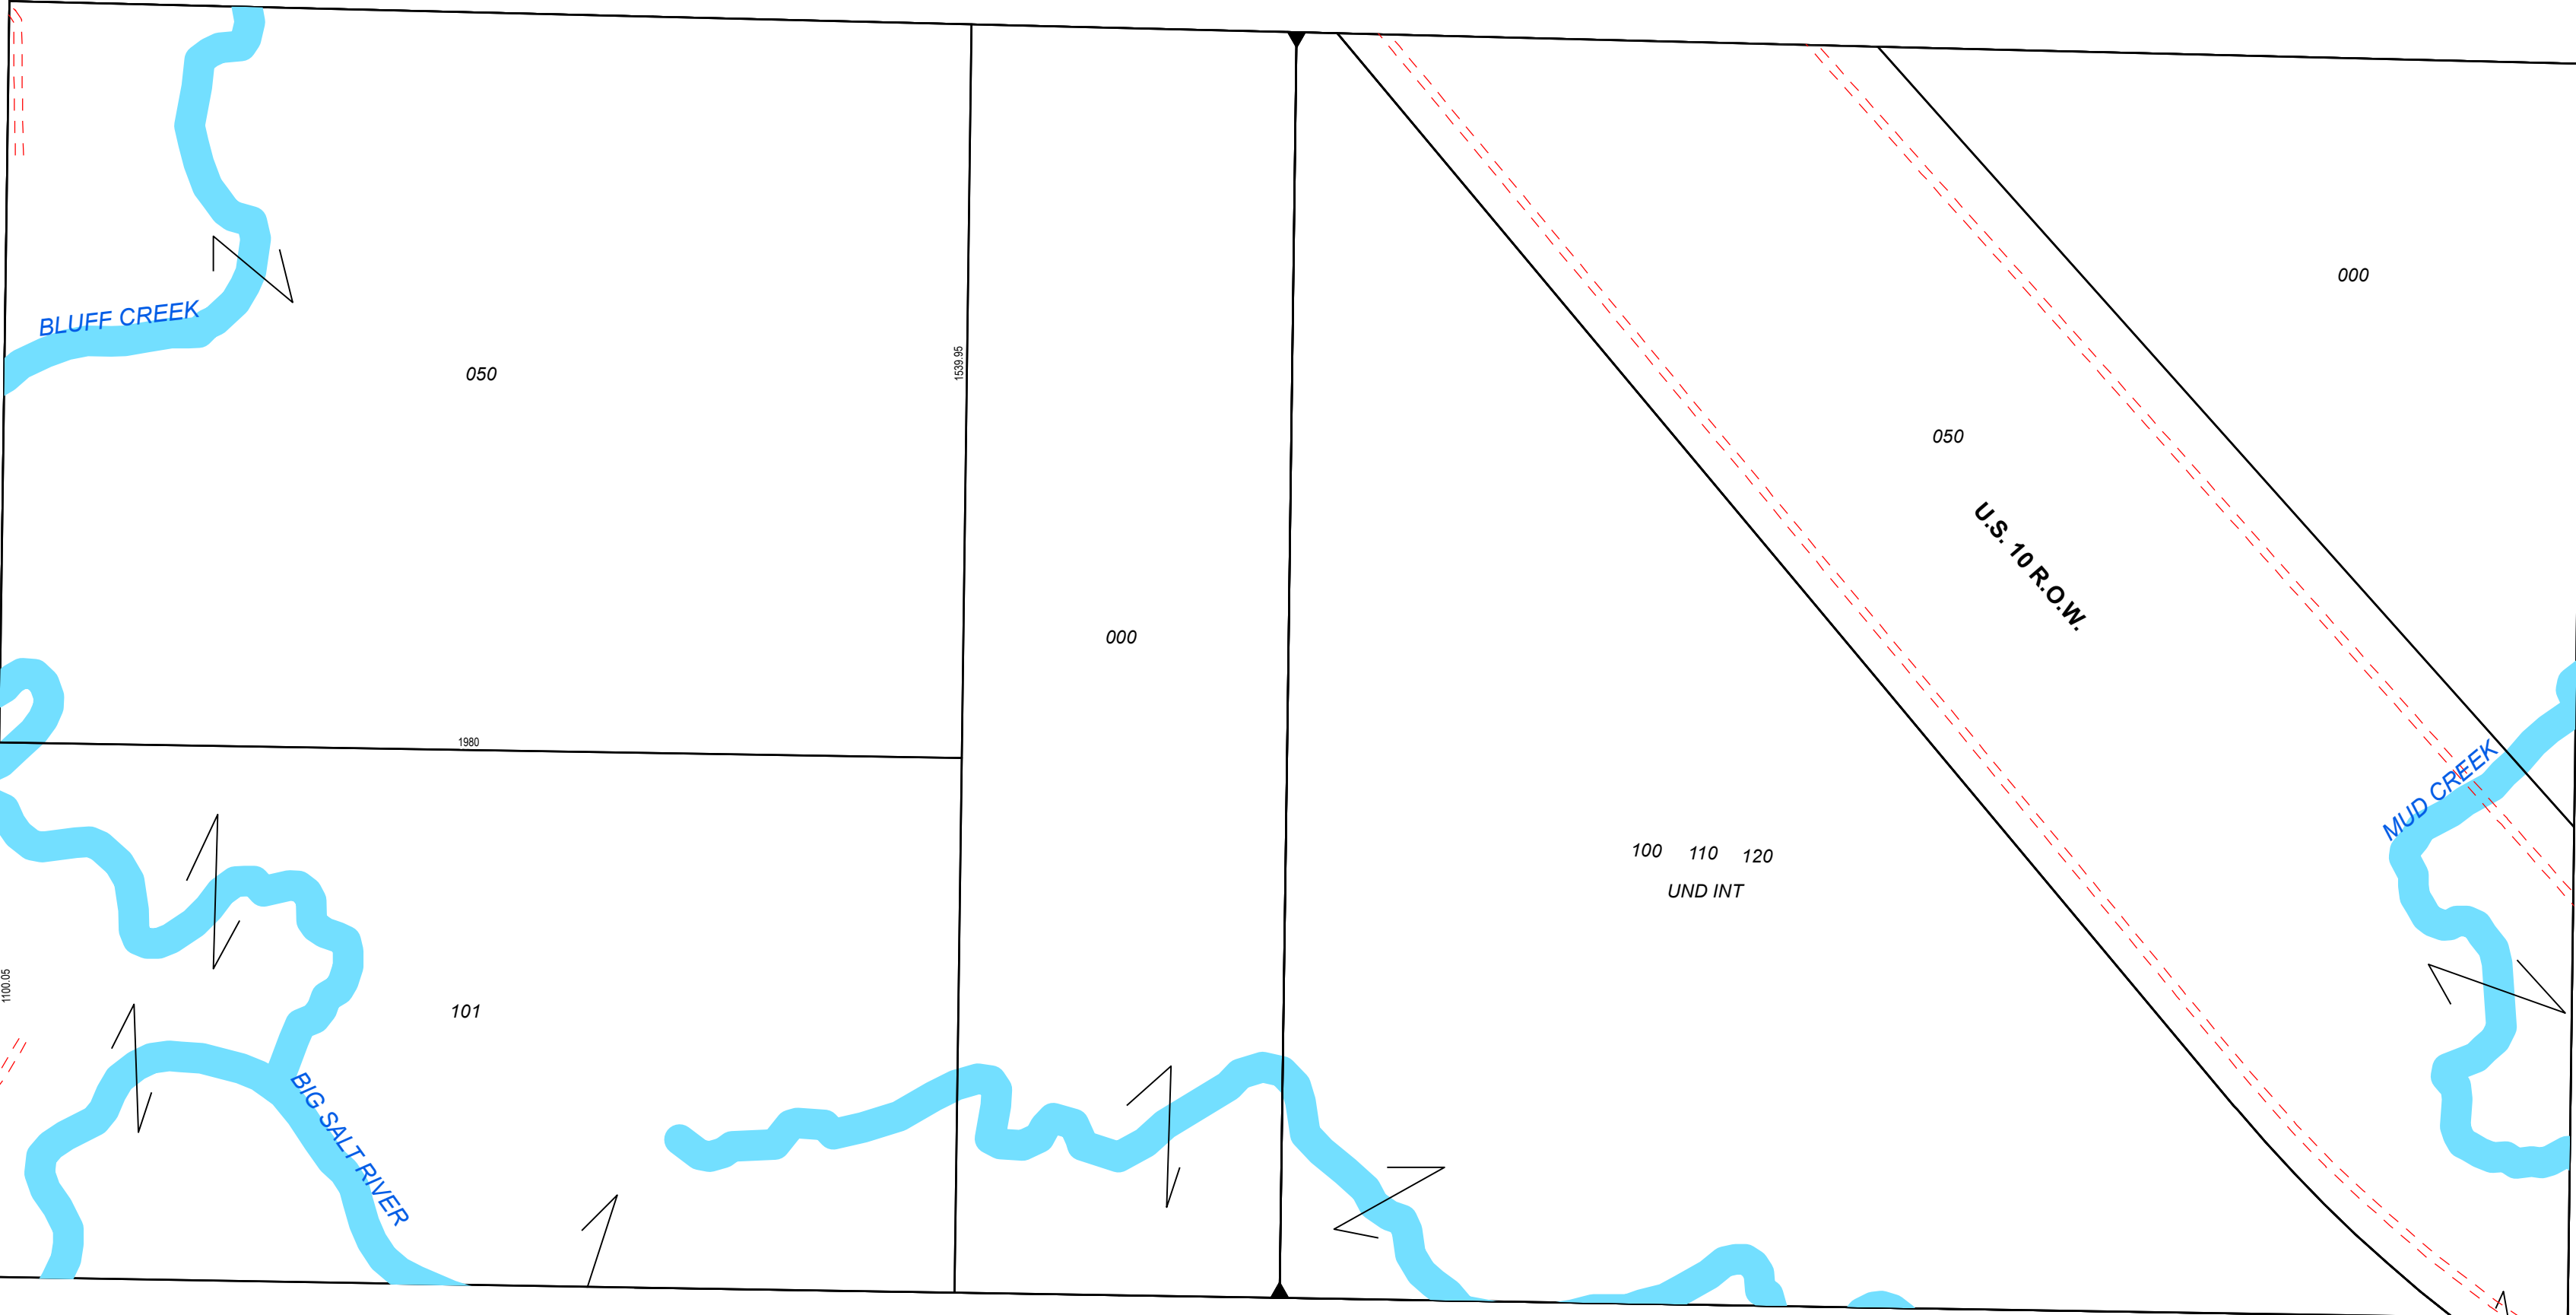 000
BLUFF CREEK
1539.95
050
050
U.S. 10 R.O.W.
000
1980
MUD CREEK
100 110 120
UND INT
1100.05
101
BIG SALT RIVER